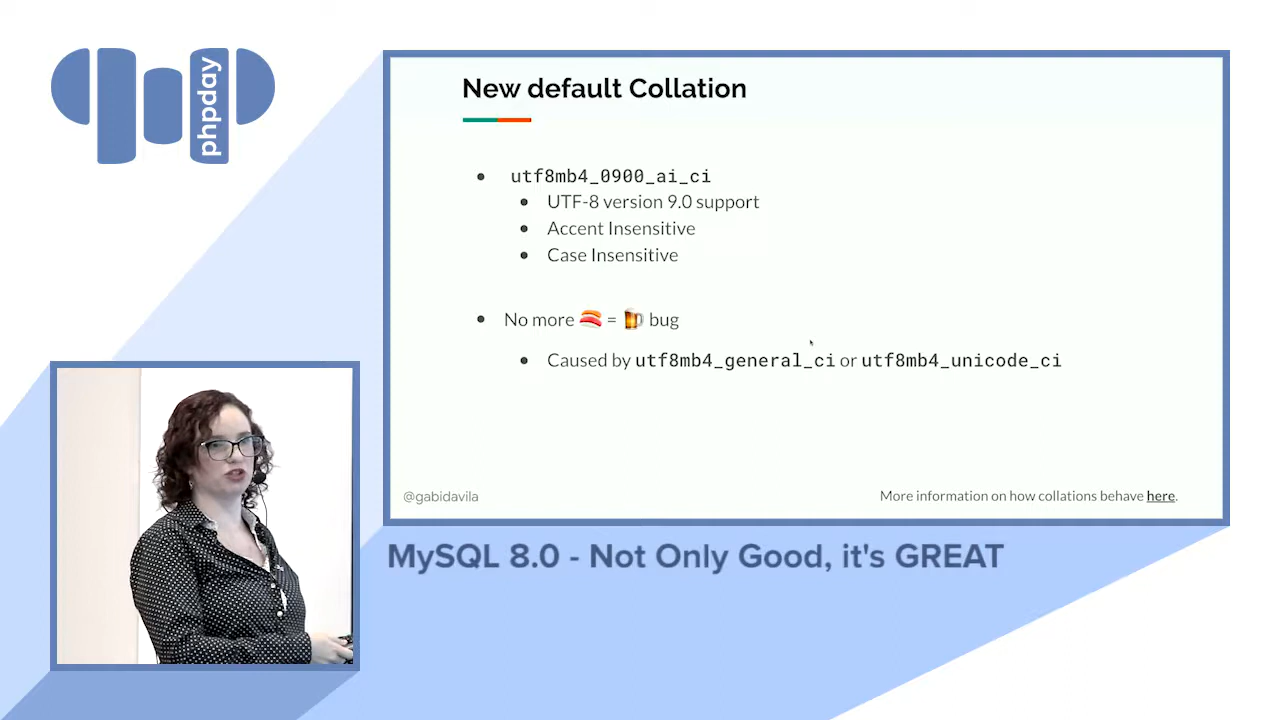 phpday
New default Collation
utf8mb4_0900_ai_ci
UTF-8 version 9.0 support
Accent Insensitive
Case Insensitive
No more 🍣 = 🍺 bug
Caused by utf8mb4_general_ci or utf8mb4_unicode_ci
@gabidavila
More information on how collations behave here.
MySQL 8.0 - Not Only Good, it's GREAT